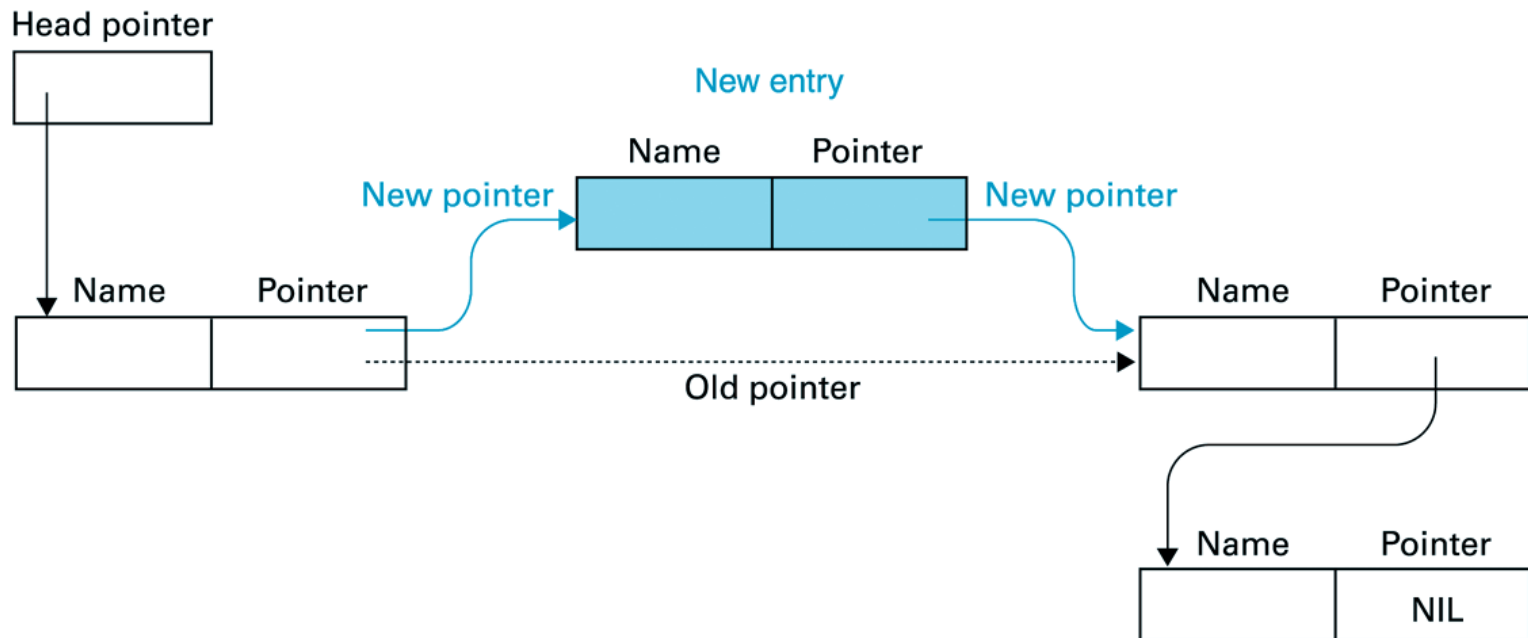 Head pointer
New entry
Name Pointer
New pointer New pointer
Name Pointer Name Pointer
Old pointer
Name Pointer
NIL